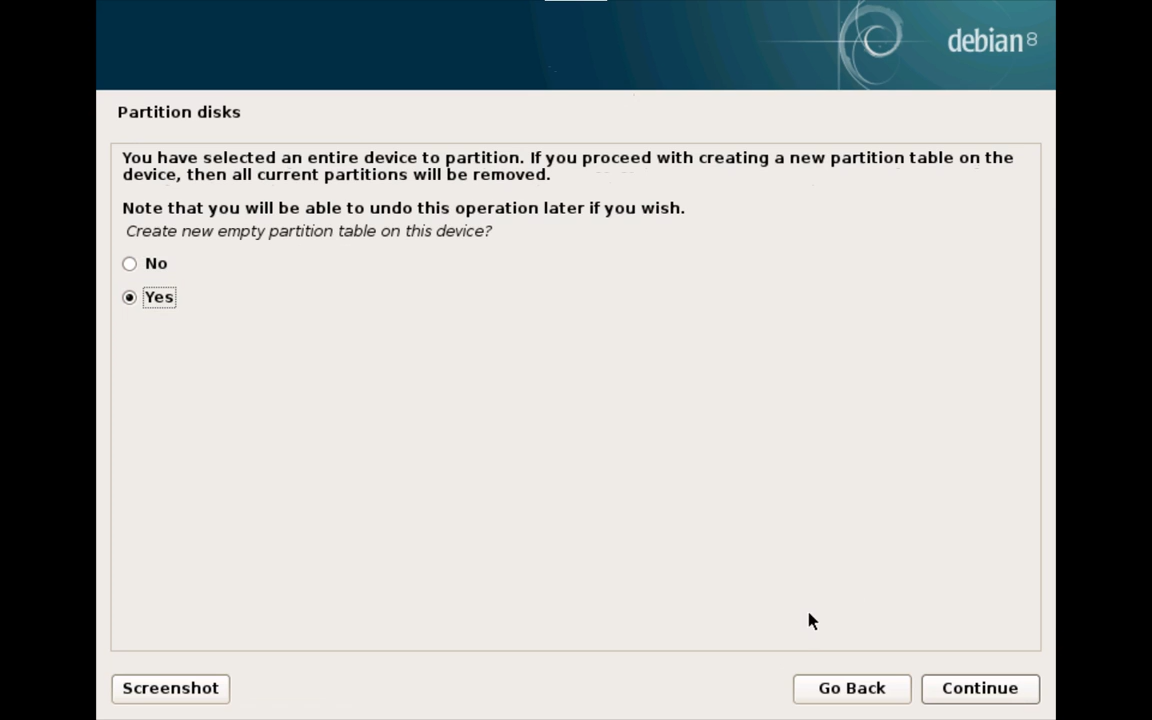 debian 8
Partition disks
You have selected an entire device to partition. If you proceed with creating a new partition table on the
device, then all current partitions will be removed.
Note that you will be able to undo this operation later if you wish.
Create new empty partition table on this device?
No
Yes
Screenshot
Go Back
Continue